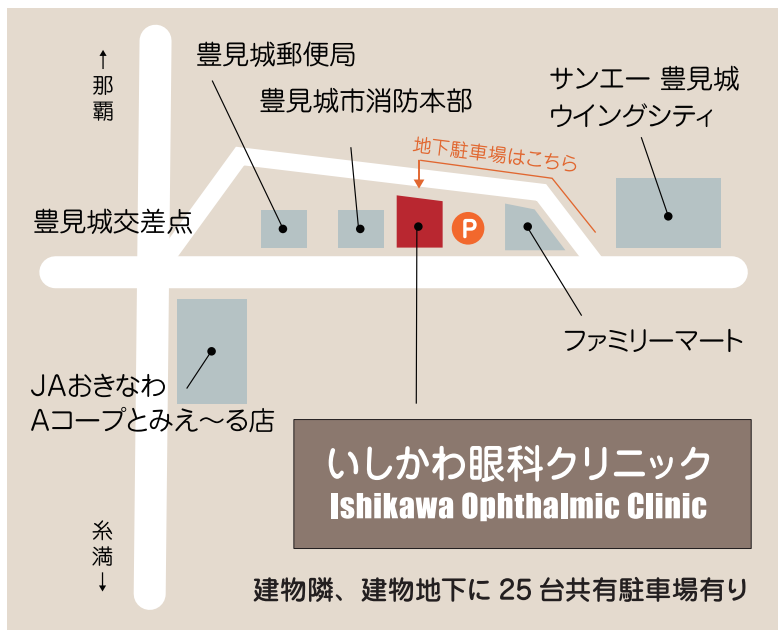 ↑那覇
豊見城郵便局
豊見城市消防本部
サンエー 豊見城
ウイングシティ
地下駐車場はこちら
豊見城交差点
P
ファミリーマート
JAおきなわ
Aコープとみえ〜る店
いしかわ眼科クリニック
Ishikawa Ophthalmic Clinic
糸満↓
建物隣、建物地下に 25 台共有駐車場有り